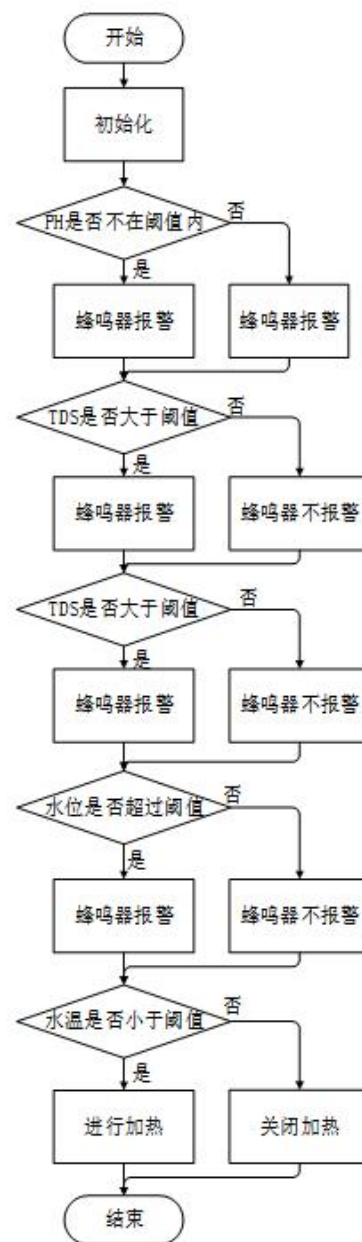 开始
初始化
PH是否不在阈值内
否
是
蜂鸣器报警
蜂鸣器报警
TDS是否大于阈值
否
是
蜂鸣器报警
蜂鸣器不报警
TDS是否大于阈值
否
是
蜂鸣器报警
蜂鸣器不报警
水位是否超过阈值
否
是
蜂鸣器报警
蜂鸣器不报警
水温是否小于阈值
否
是
进行加热
关闭加热
结束